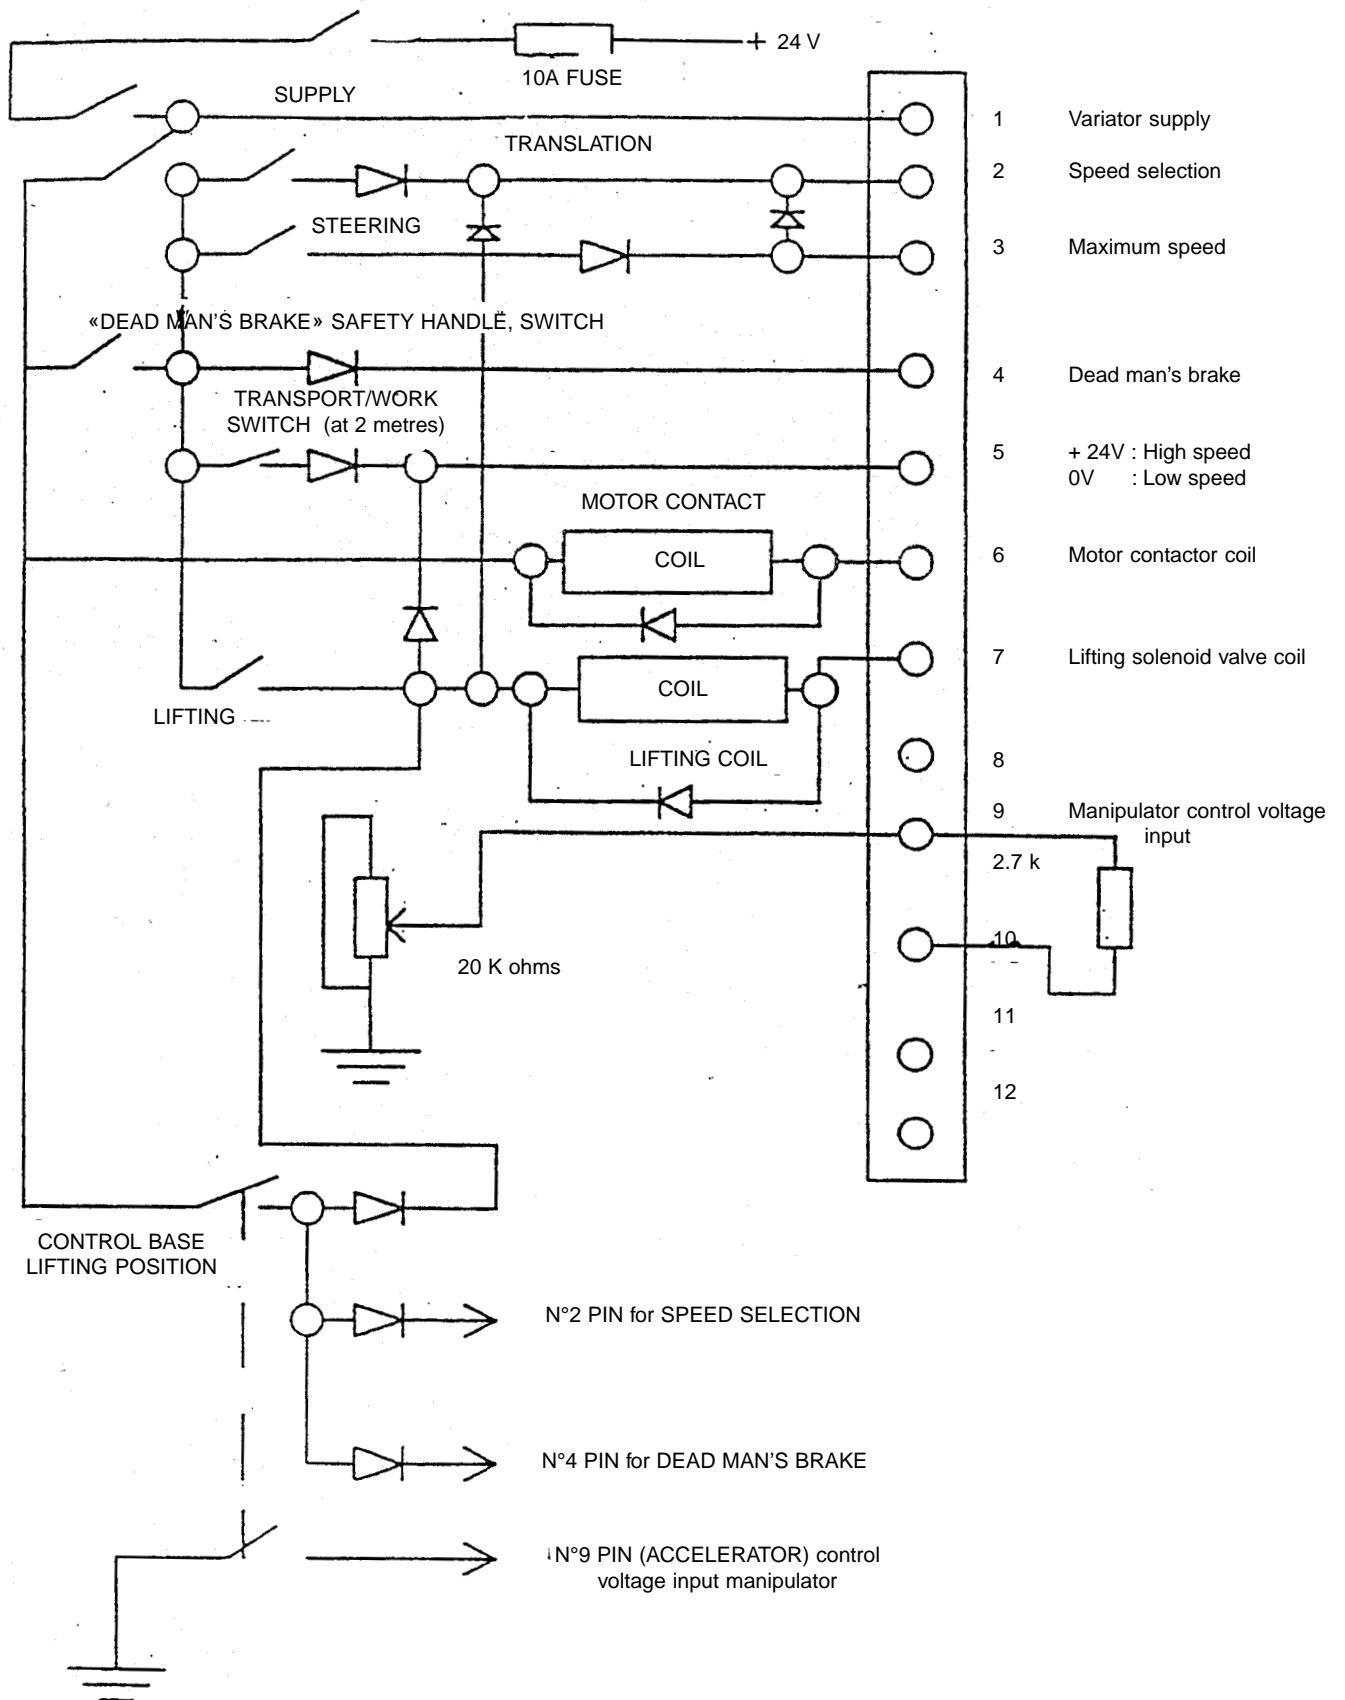 + 24 V
10A FUSE
SUPPLY
1 Variator supply
TRANSLATION
2 Speed selection
STEERING
3 Maximum speed
«DEAD MAN'S BRAKE» SAFETY HANDLE, SWITCH
4 Dead man's brake
TRANSPORT/WORK
SWITCH (at 2 metres)
5 + 24V : High speed
0V : Low speed
MOTOR CONTACT
COIL
6 Motor contactor coil
7 Lifting solenoid valve coil
COIL
LIFTING
LIFTING COIL
8
9 Manipulator control voltage
input
2.7 k
10
20 K ohms
11
12
CONTROL BASE
LIFTING POSITION
N°2 PIN for SPEED SELECTION
N°4 PIN for DEAD MAN'S BRAKE
N°9 PIN (ACCELERATOR) control
voltage input manipulator